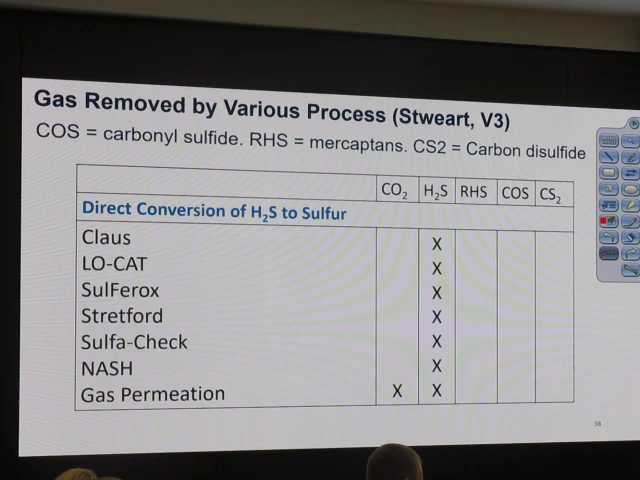 Gas Removed by Various Process (Stweart, V3)
COS = carbonyl sulfide. RHS = mercaptans. CS2 = Carbon disulfide
CO2 H2S RHS COS CS2
Direct Conversion of H2S to Sulfur
Claus X
LO-CAT X
SulFerox X
Stretford X
Sulfa-Check X
NASH X
Gas Permeation X X
38